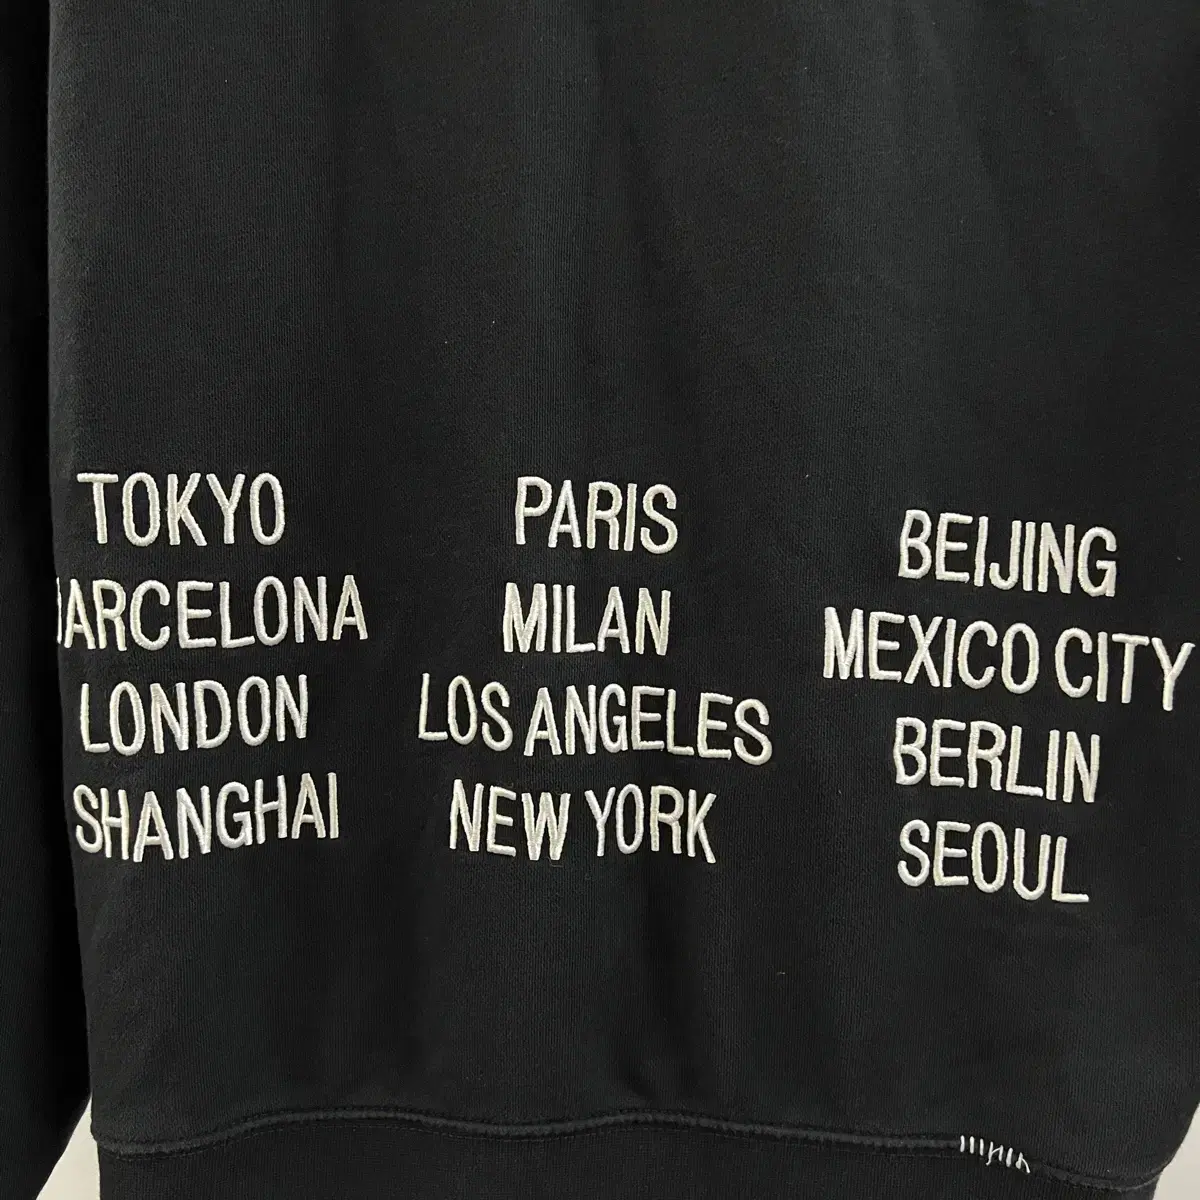 TOKYO
BARCELONA
LONDON
SHANGHAI
PARIS
MILAN
LOS ANGELES
NEW YORK
BEIJING
MEXICO CITY
BERLIN
SEOUL